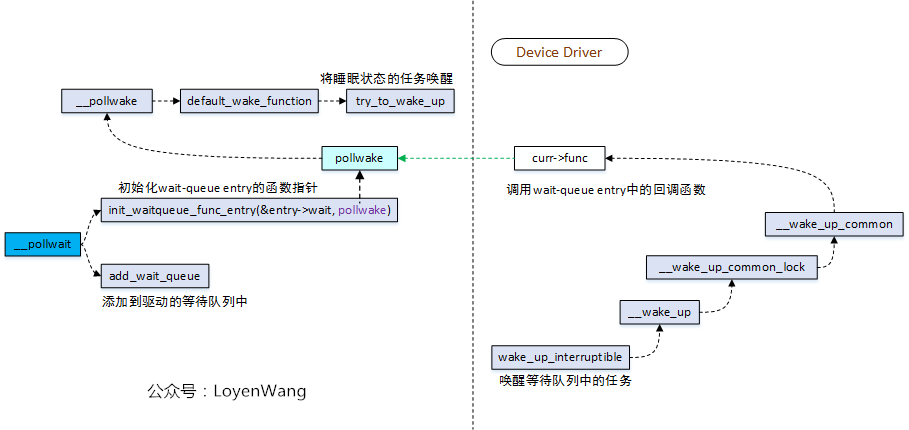 Device Driver
将睡眠状态的任务唤醒
__pollwake
default_wake_function
try_to_wake_up
pollwake
curr->func
初始化wait-queue entry的函数指针
调用wait-queue entry中的回调函数
init_waitqueue_func_entry(&entry->wait, pollwake)
__wake_up_common
__pollwait
__wake_up_common_lock
add_wait_queue
添加到驱动的等待队列中
__wake_up
wake_up_interruptible
唤醒等待队列中的任务
公众号：LoyenWang